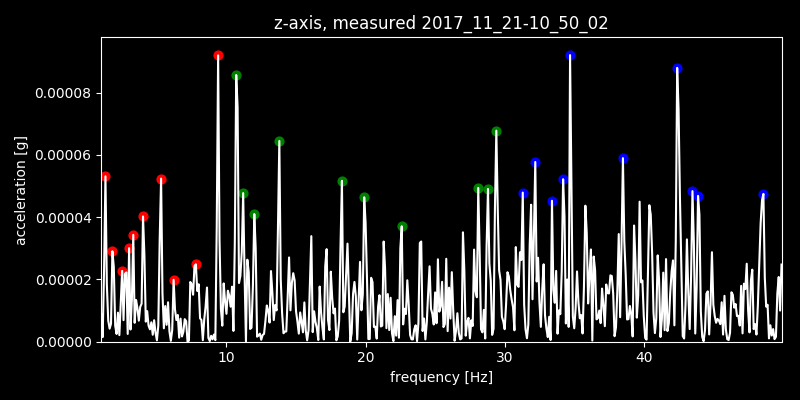 z-axis, measured 2017_11_21-10_50_02
acceleration [g]
0.00008
0.00006
0.00004
0.00002
0.00000
10 20 30 40
frequency [Hz]